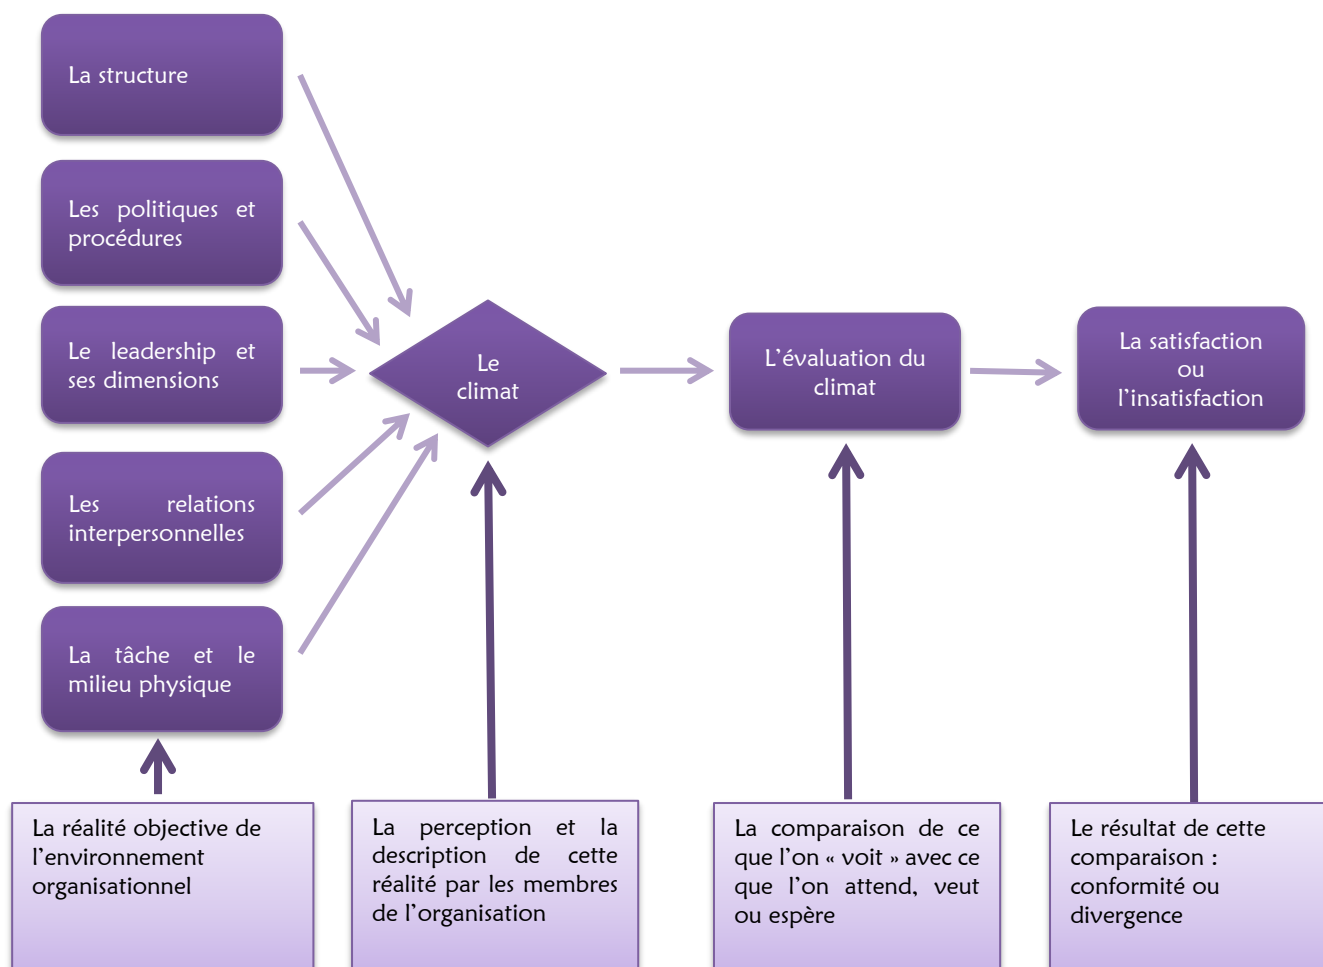 La structure
Les politiques et
procédures
Le leadership et
ses dimensions
Les relations
interpersonnelles
La tâche et le
milieu physique
Le
climat
L'évaluation du
climat
La satisfaction
ou
l'insatisfaction
La réalité objective de
l'environnement
organisationnel
La perception et la
description de cette
réalité par les membres
de l'organisation
La comparaison de ce
que l'on « voit » avec ce
que l'on attend, veut
ou espère
Le résultat de cette
comparaison :
conformité ou
divergence